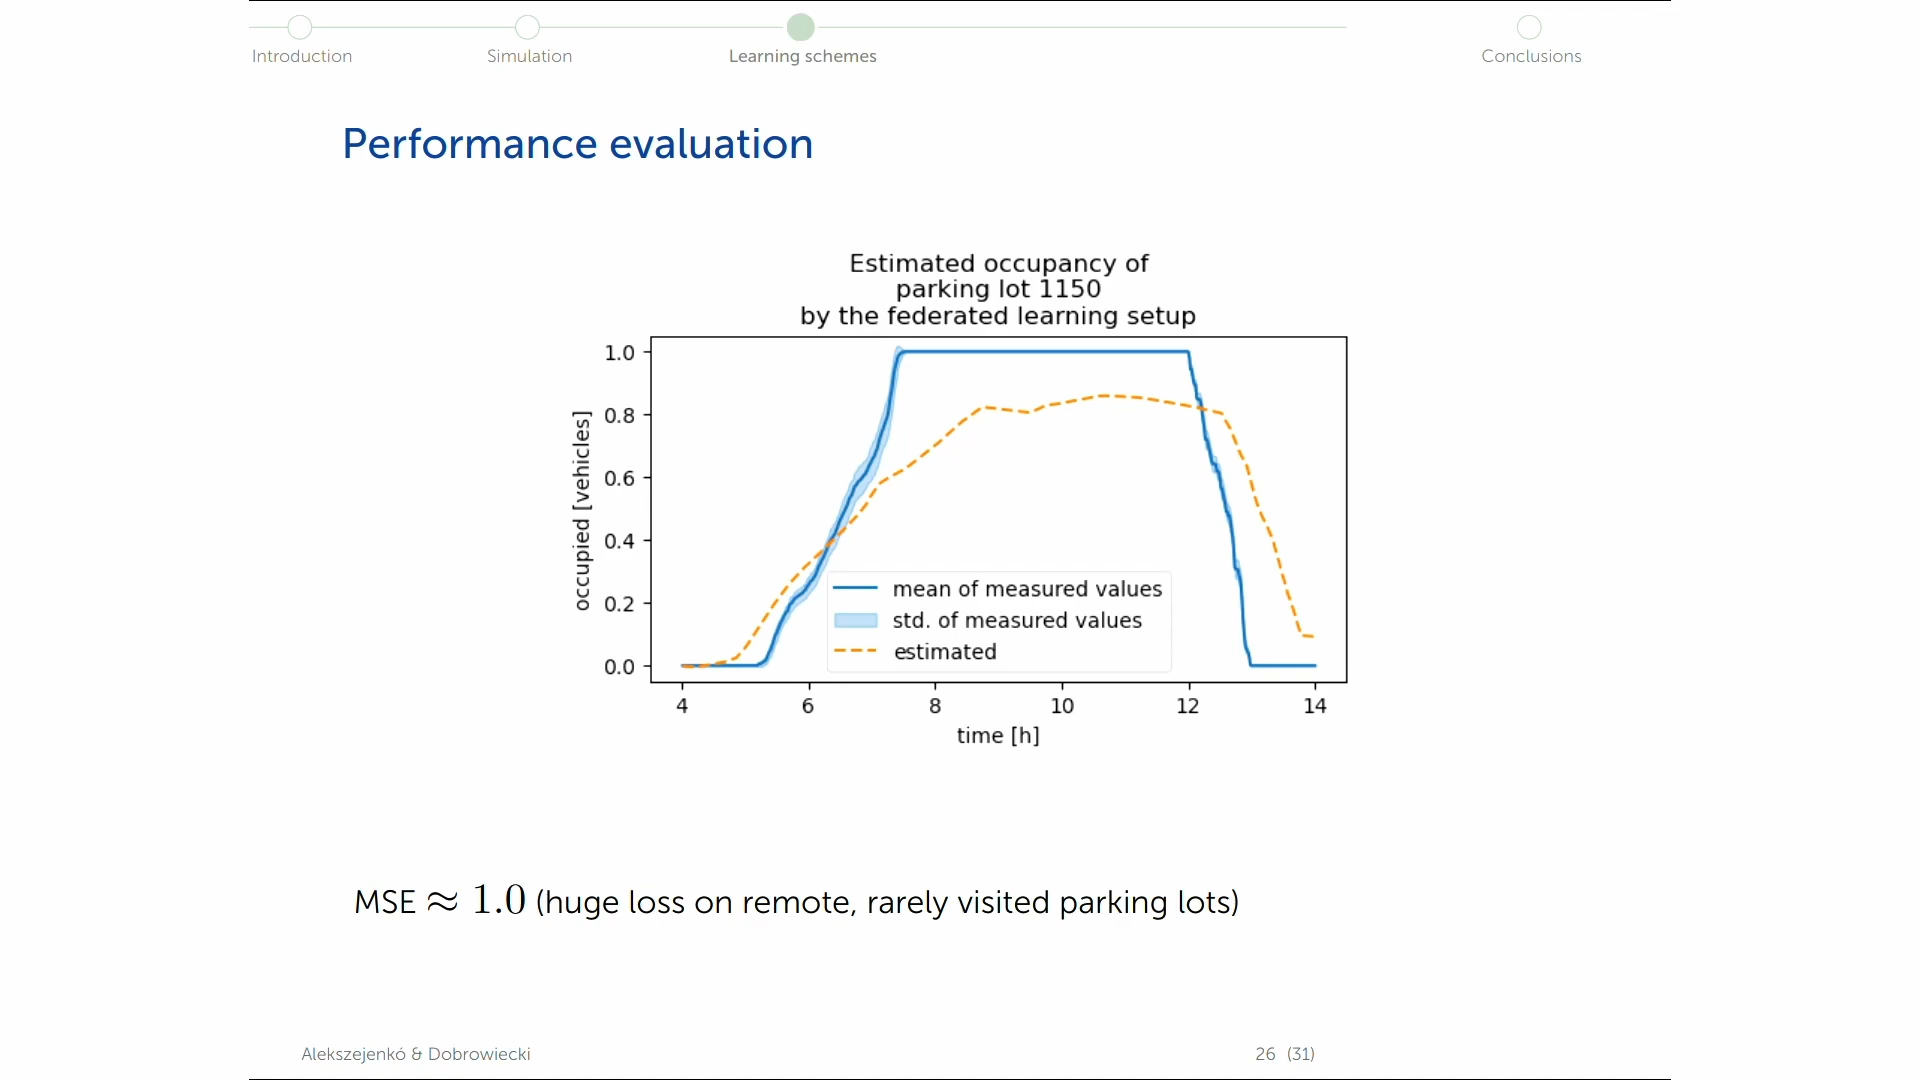 Introduction
Simulation
Learning schemes
Conclusions
Performance evaluation
Estimated occupancy of
parking lot 1150
by the federated learning setup
occupied [vehicles]
1.0
0.8
0.6
0.4
0.2
0.0
mean of measured values
std. of measured values
estimated
4 6 8 10 12 14
time [h]
MSE ≈ 1.0 (huge loss on remote, rarely visited parking lots)
Alekszejenkó & Dobrowiecki
26 (31)